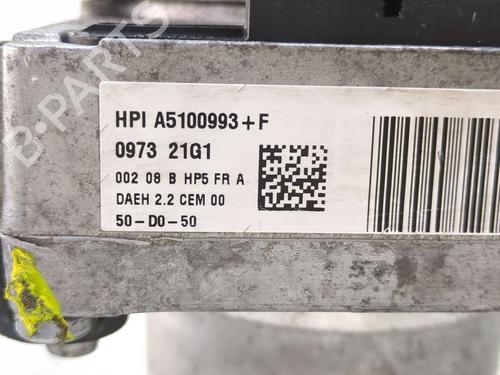 B-PARTS
HPI A5100993+F
0973 21G1
002 08 B HP5 FR A
DAEH 2.2 CEM 00
50-D0-50